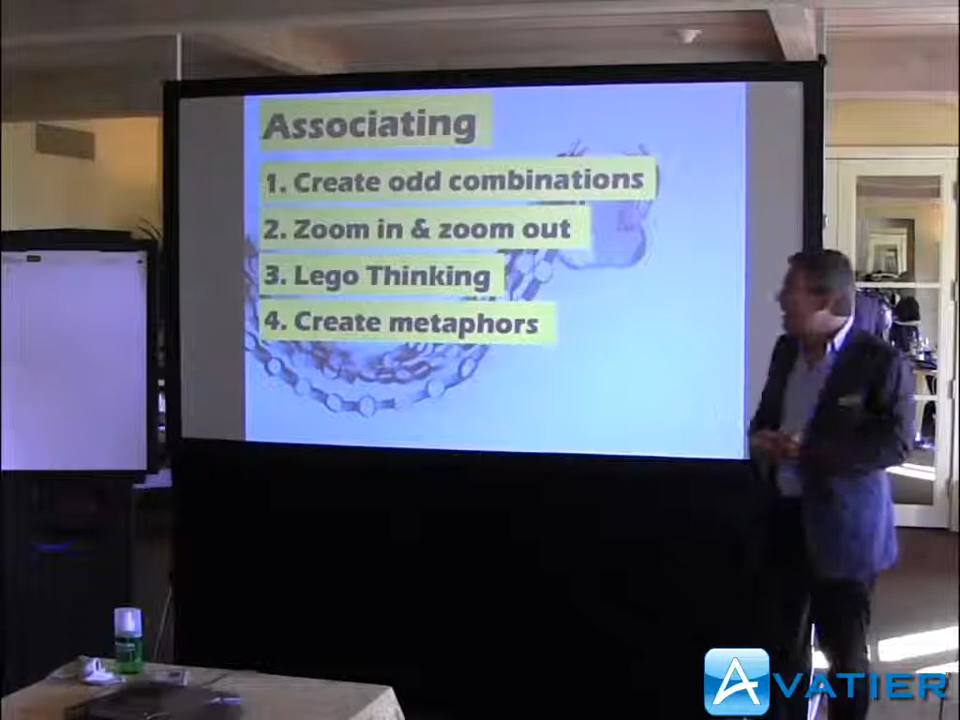 Associating
1. Create odd combinations
2. Zoom in & zoom out
3. Lego Thinking
4. Create metaphors
AVATIER